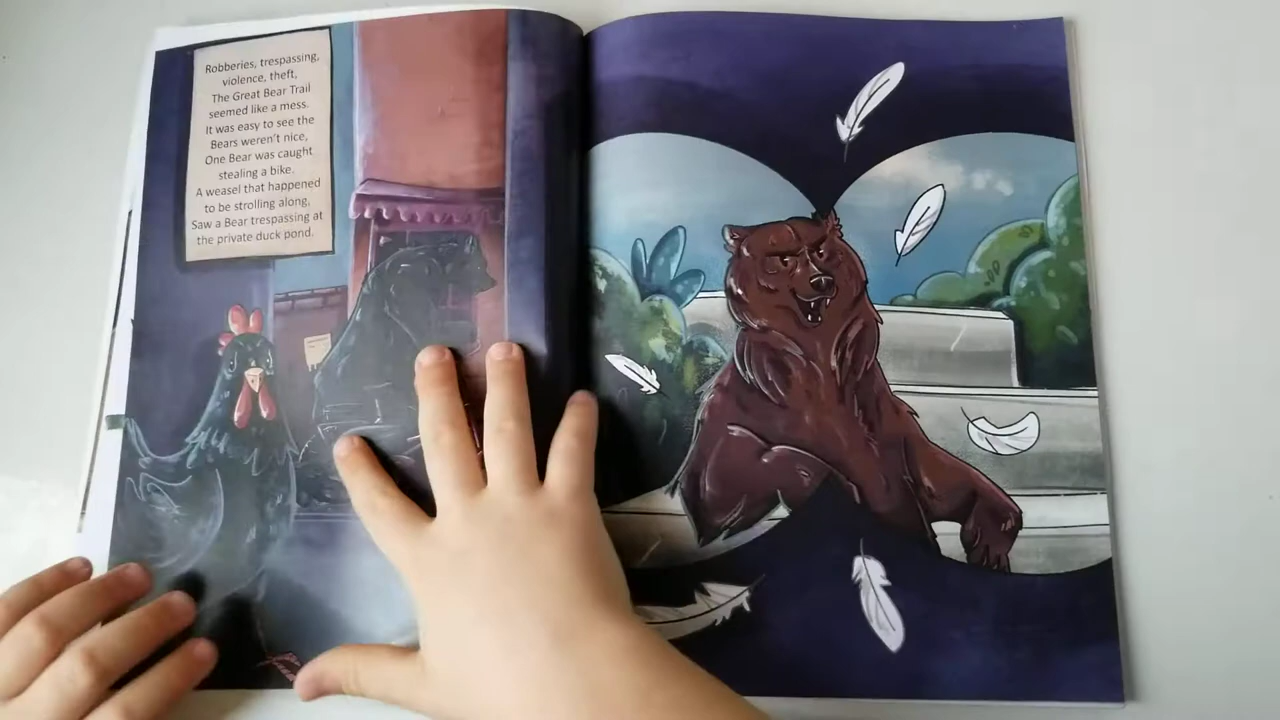 Robberies, trespassing,
violence, theft,
The Great Bear Trail
seemed like a mess.
It was easy to see the
Bears weren't nice,
One Bear was caught
stealing a bike.
A weasel that happened
to be strolling along,
Saw a Bear trespassing at
the private duck pond.